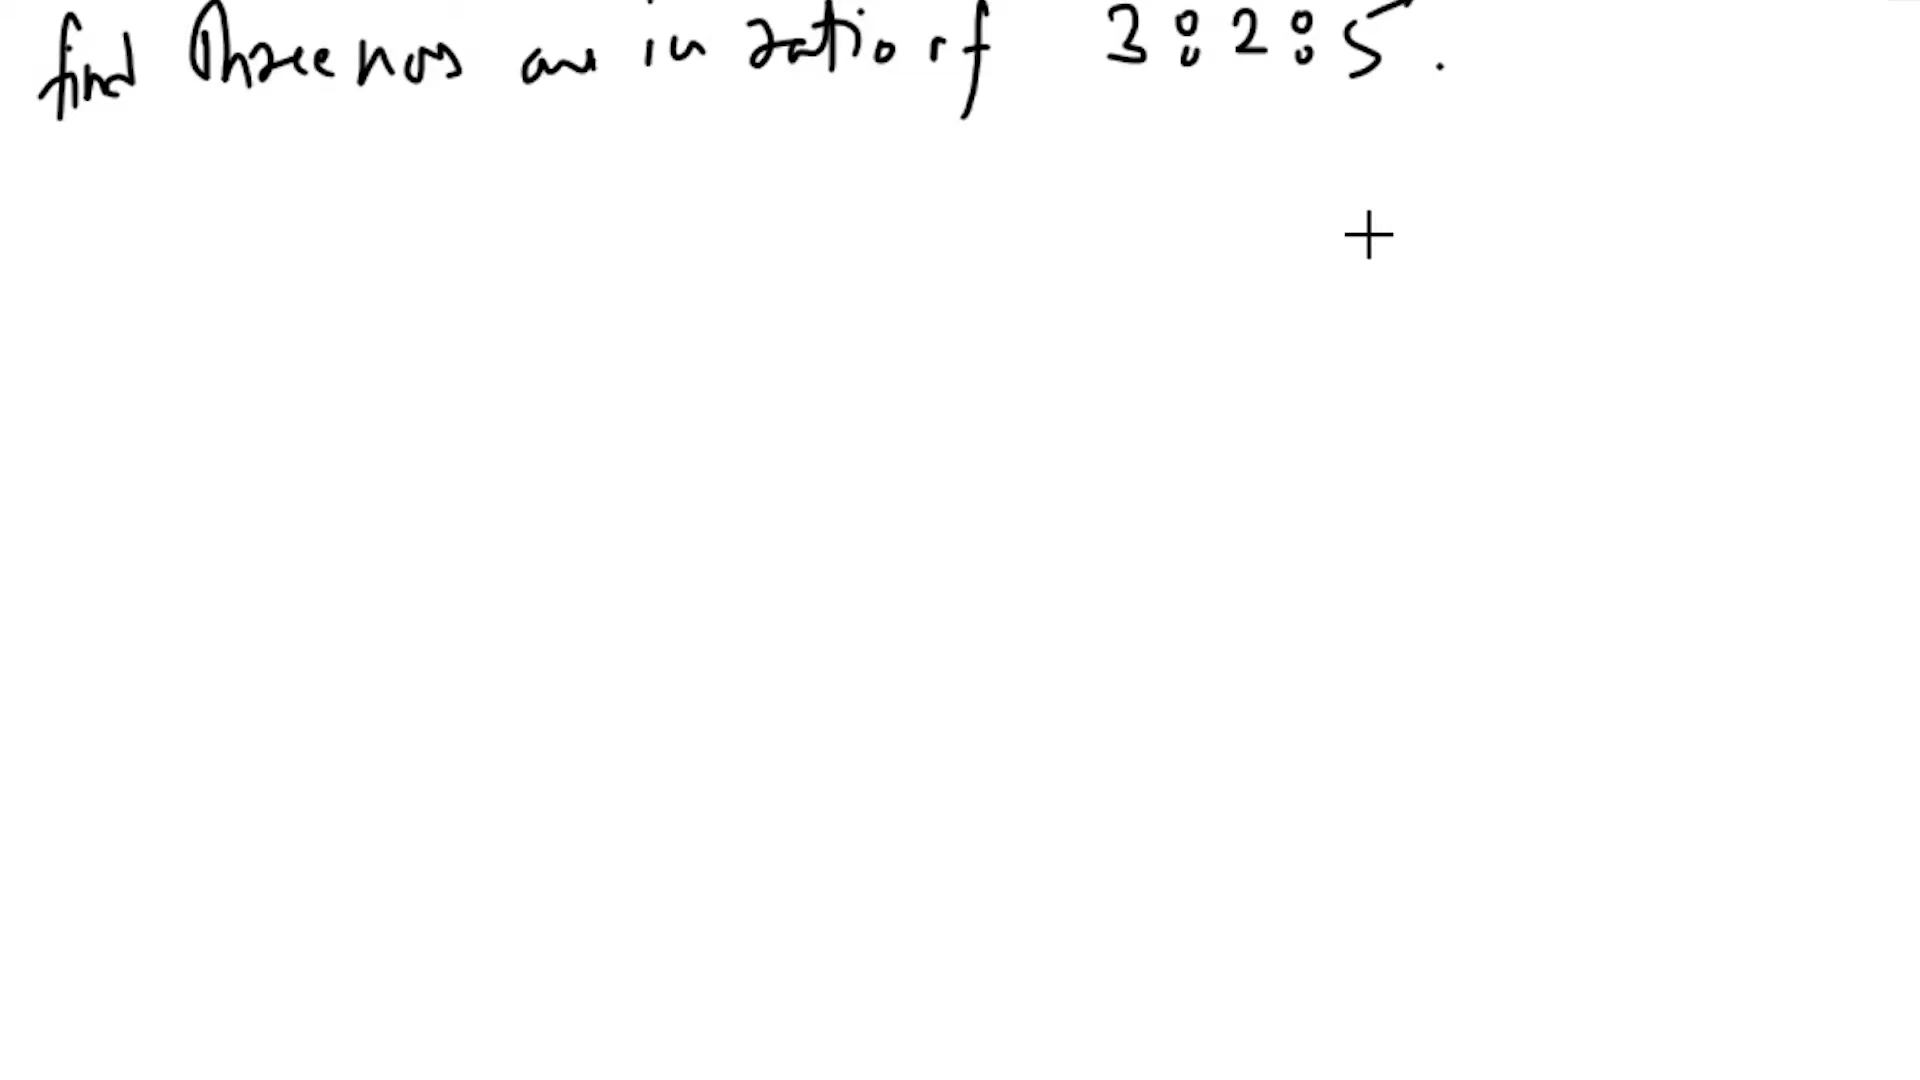 find Three nos are in ratio of 3:2:5.